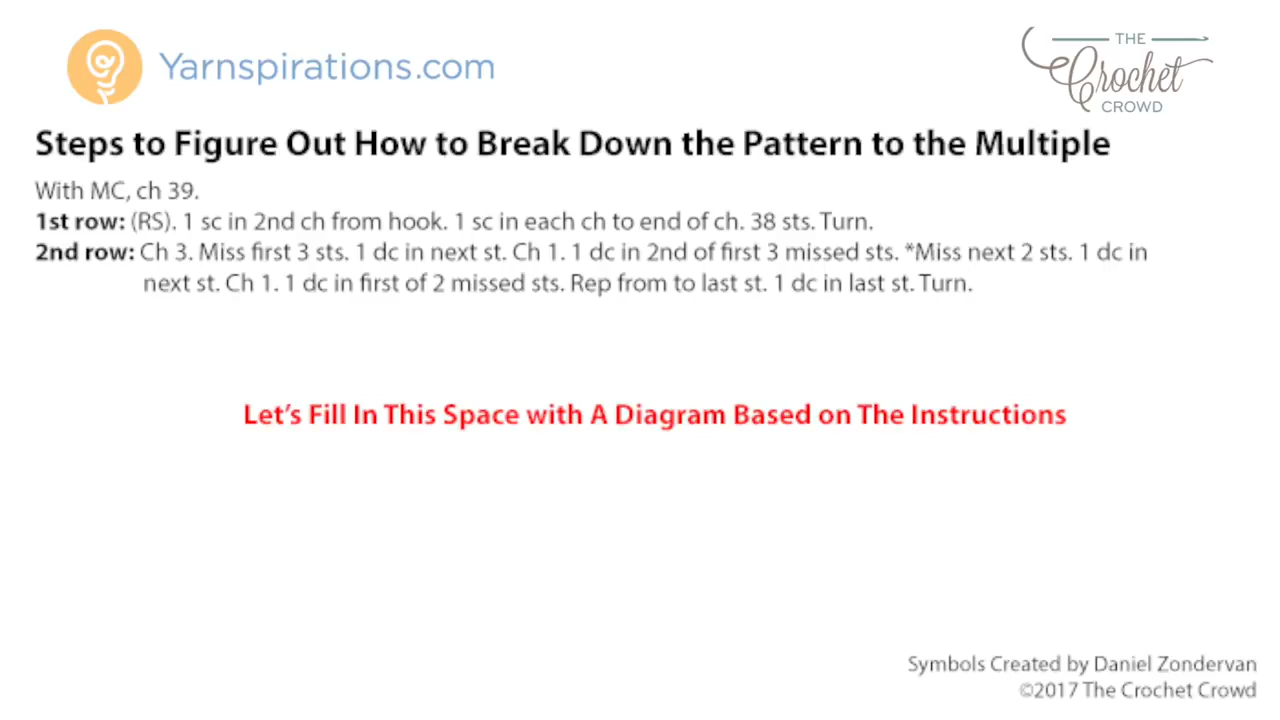 Yarnspirations.com
THE
Crochet
CROWD
Steps to Figure Out How to Break Down the Pattern to the Multiple
With MC, ch 39.
1st row: (RS). 1 sc in 2nd ch from hook. 1 sc in each ch to end of ch. 38 sts. Turn.
2nd row: Ch 3. Miss first 3 sts. 1 dc in next st. Ch 1. 1 dc in 2nd of first 3 missed sts. *Miss next 2 sts. 1 dc in
next st. Ch 1. 1 dc in first of 2 missed sts. Rep from to last st. 1 dc in last st. Turn.
Let's Fill In This Space with A Diagram Based on The Instructions
Symbols Created by Daniel Zondervan
©2017 The Crochet Crowd